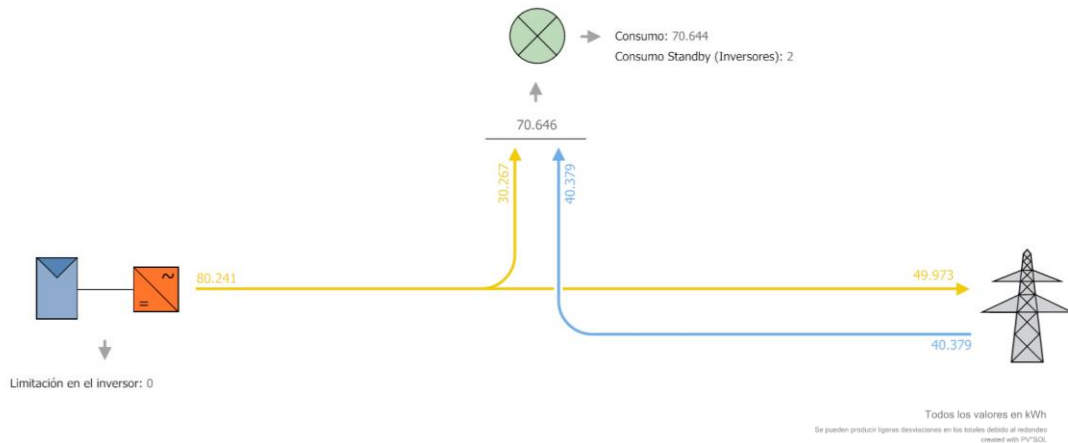 Consumo: 70.644
Consumo Standby (Inversores): 2
70.646
30.267
40.379
80.241
49.973
40.379
Limitación en el inversor: 0
Todos los valores en kWh
Se pueden producir ligeras desviaciones en los totales debido al redondeo
created with PV*SOL